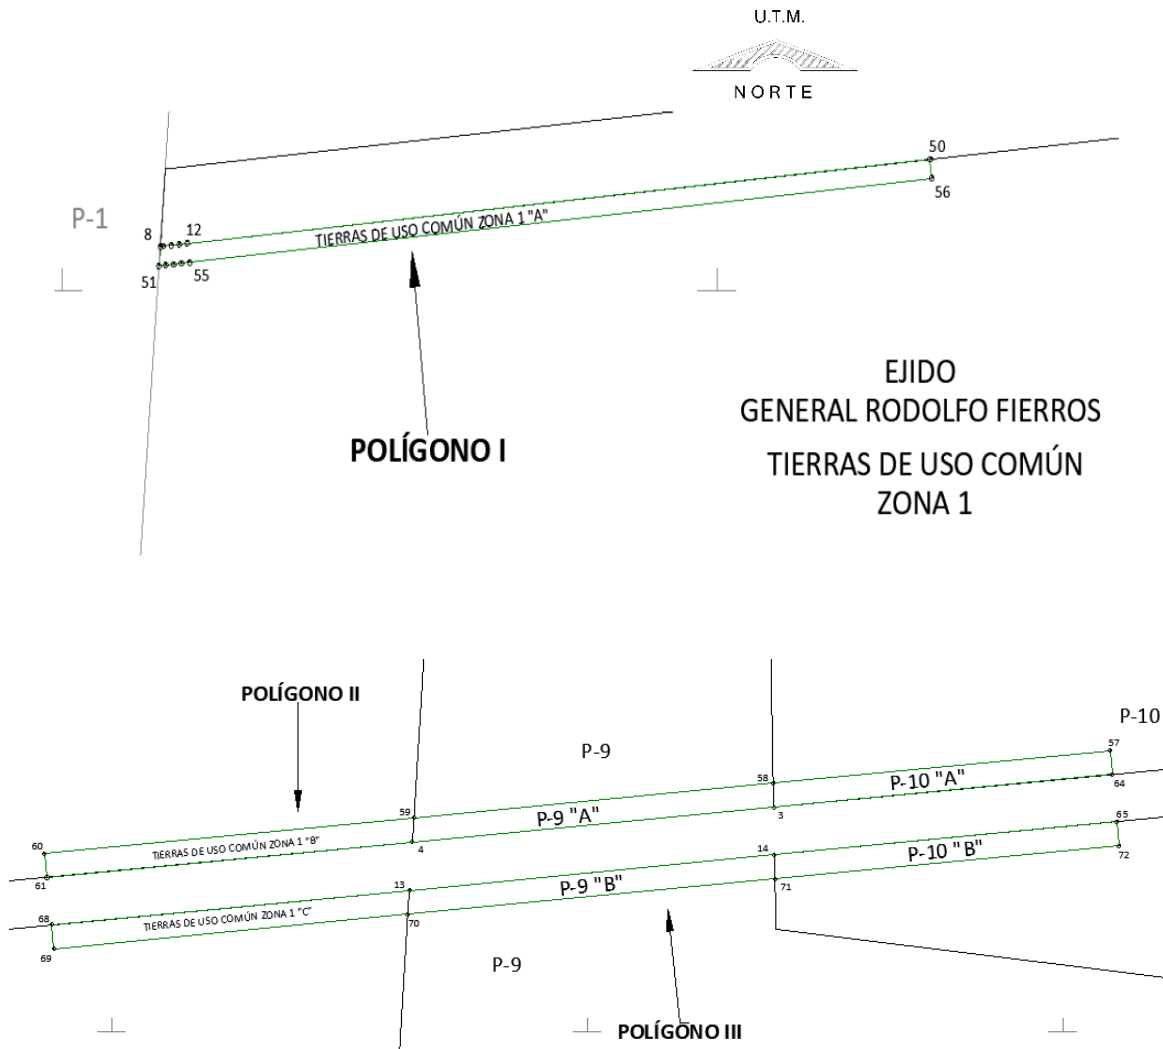 U.T.M.
NORTE
50
56
P-1
8
12
TIERRAS DE USO COMÚN ZONA 1 "A"
51
55
EJIDO
GENERAL RODOLFO FIERROS
POLÍGONO I
TIERRAS DE USO COMÚN
ZONA 1
POLÍGONO II
P-10
P-9
57
58
P-10 "A"
64
59
P-9 "A"
3
65
60
TIERRAS DE USO COMÚN ZONA 1 "B"
4
14
P-10 "B"
72
61
13
P-9 "B"
71
68
TIERRAS DE USO COMÚN ZONA 1 "C"
70
69
P-9
POLÍGONO III